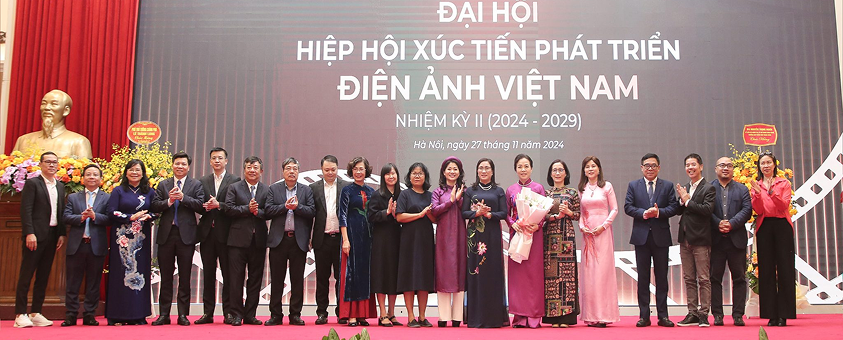 ĐẠI HỘI
HIỆP HỘI XÚC TIẾN PHÁT TRIỂN
ĐIỆN ẢNH VIỆT NAM
NHIỆM KỲ II (2024 - 2029)
Hà Nội, ngày 27 tháng 11 năm 2024